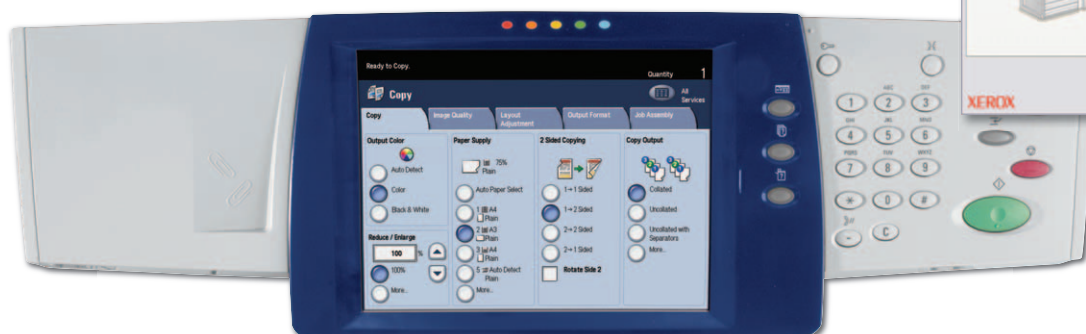 Ready to Copy.
Quantity 1
Copy
All Services
Copy
Image Quality
Layout Adjustment
Output Format
Job Assembly
Output Color
Auto Detect
Color
Black & White
Reduce / Enlarge
100 %
100%
More...
Paper Supply
75%
Plain
Auto Paper Select
1 A4
Plain
2 A3
Plain
3 A4
Plain
5 Auto Detect
Plain
More...
2 Sided Copying
1→1 Sided
1→2 Sided
2→2 Sided
2→1 Sided
Rotate Side 2
Copy Output
Collated
Uncollated
Uncollated with
Separators
More...
1 2 3
4 5 6
7 8 9
* 0 #
- C
XEROX